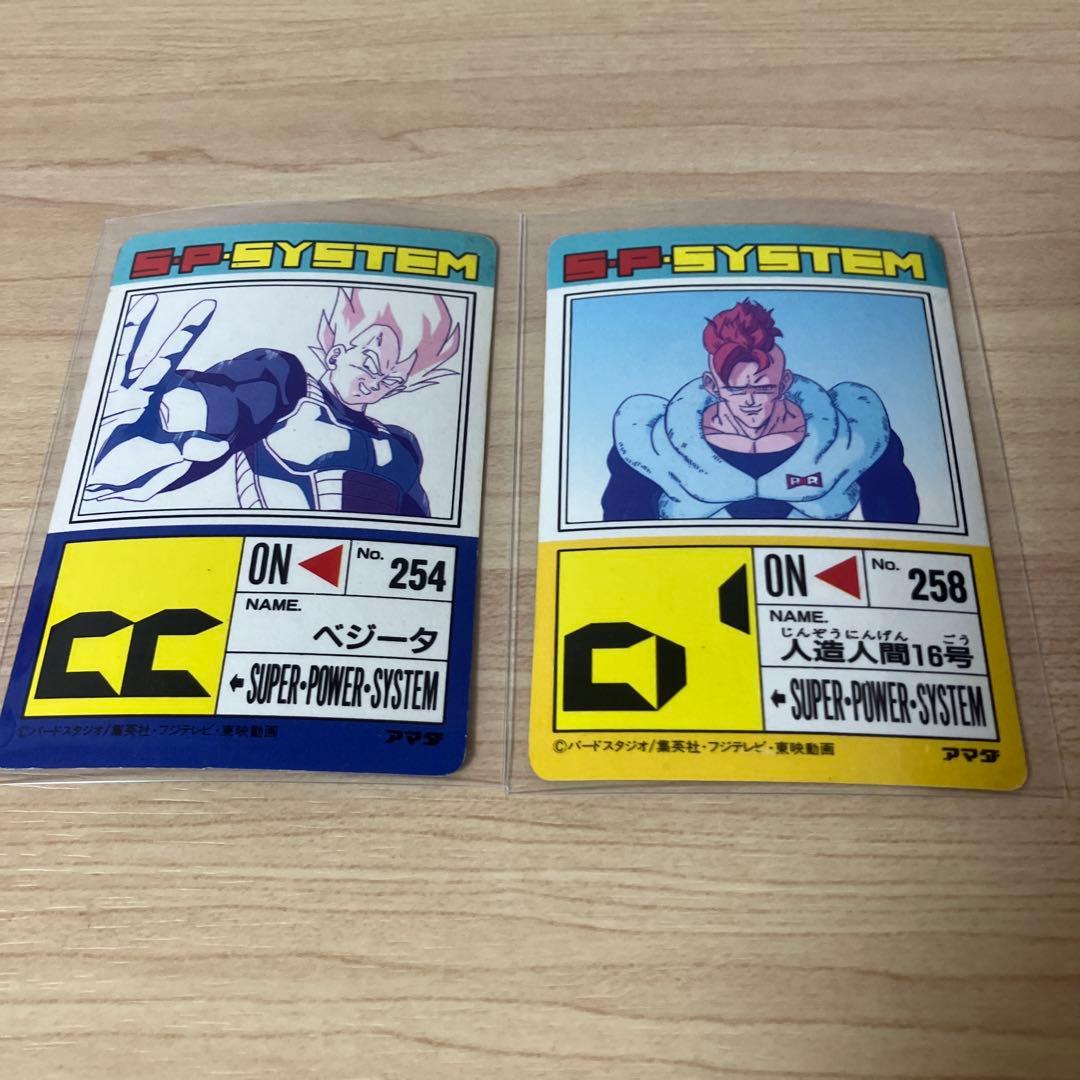 S·P·SYSTEM
ON
No. 254
NAME.
ベジータ
SUPER・POWER・SYSTEM
©バードスタジオ/集英社・フジテレビ・東映動画
アマダ
S·P·SYSTEM
RR
ON
No. 258
NAME.
じんぞうにんげん ごう
人造人間16号
SUPER・POWER・SYSTEM
©バードスタジオ/集英社・フジテレビ・東映動画
アマダ